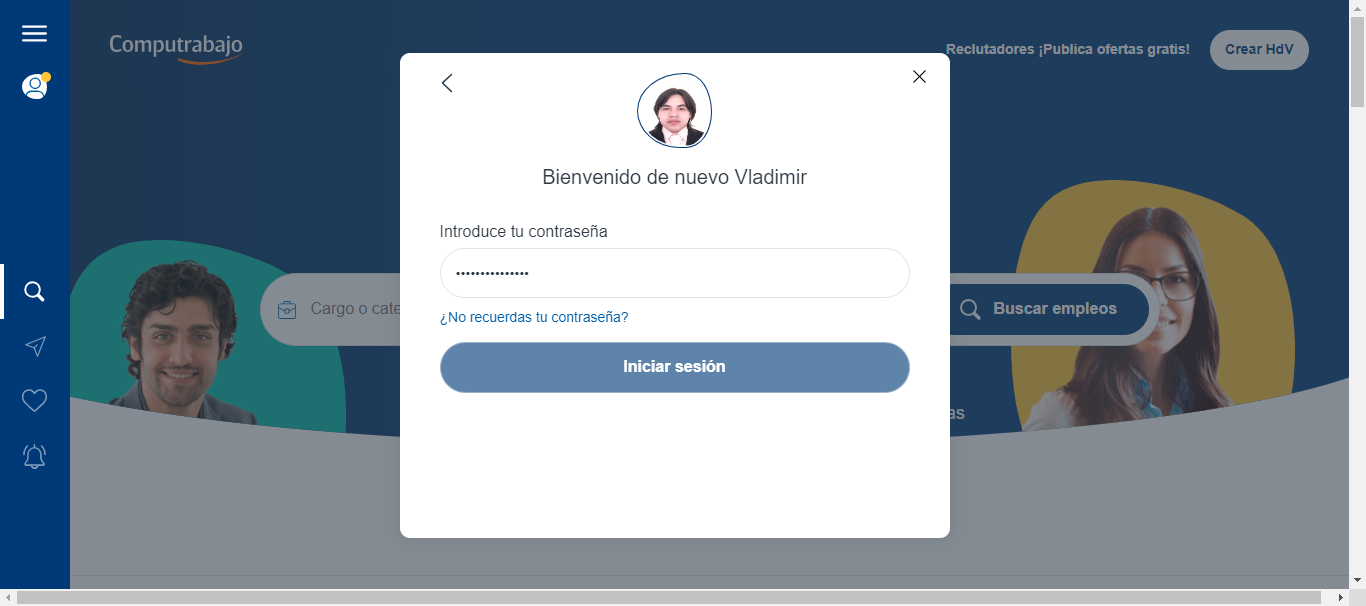 Computrabajo
Reclutadores ¡Publica ofertas gratis!
Crear HdV
Bienvenido de nuevo Vladimir
Introduce tu contraseña
•••••••••••••••
¿No recuerdas tu contraseña?
Iniciar sesión
Cargo o cate
Buscar empleos
as